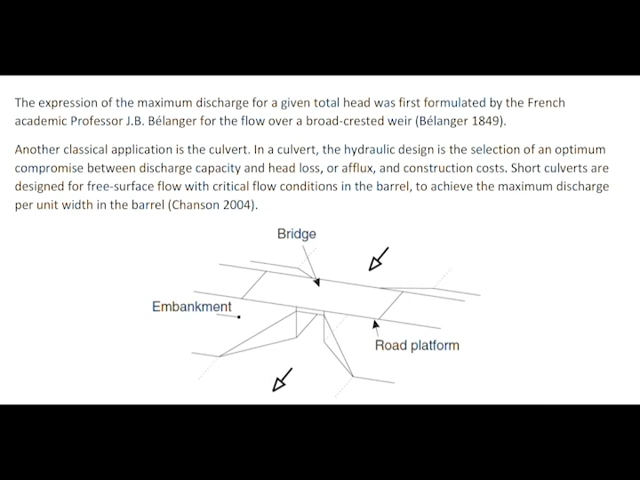 The expression of the maximum discharge for a given total head was first formulated by the French
academic Professor J.B. Bélanger for the flow over a broad-crested weir (Bélanger 1849).
Another classical application is the culvert. In a culvert, the hydraulic design is the selection of an optimum
compromise between discharge capacity and head loss, or afflux, and construction costs. Short culverts are
designed for free-surface flow with critical flow conditions in the barrel, to achieve the maximum discharge
per unit width in the barrel (Chanson 2004).
Bridge
Embankment
Road platform